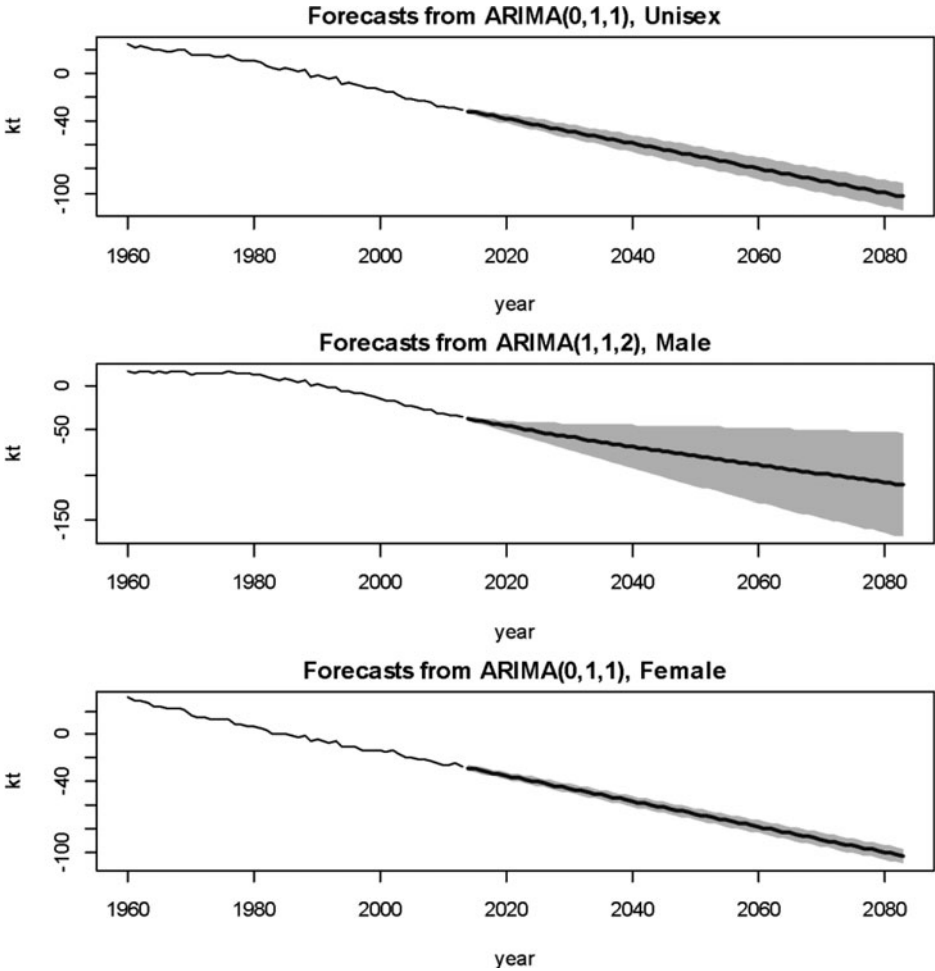 Forecasts from ARIMA(0,1,1), Unisex
kt
0
-40
-100
1960 1980 2000 2020 2040 2060 2080
year
Forecasts from ARIMA(1,1,2), Male
kt
0
-50
-150
1960 1980 2000 2020 2040 2060 2080
year
Forecasts from ARIMA(0,1,1), Female
kt
0
-40
-100
1960 1980 2000 2020 2040 2060 2080
year